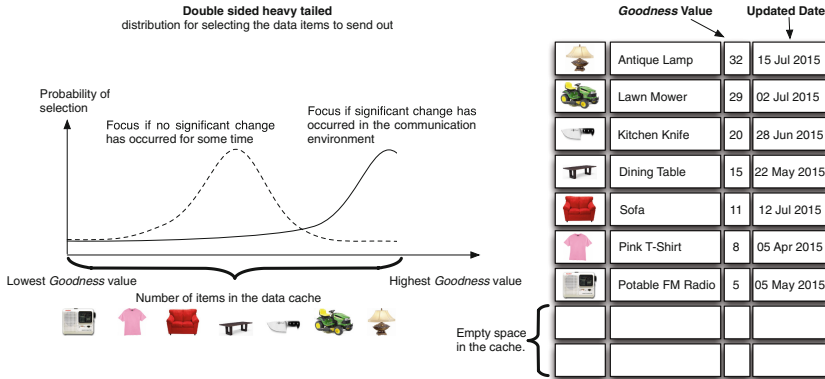 Double sided heavy tailed
distribution for selecting the data items to send out
Probability of
selection
Focus if no significant change
has occurred for some time
Focus if significant change has
occurred in the communication
environment
Lowest Goodness value
Highest Goodness value
Number of items in the data cache
Goodness Value
Updated Date
Antique Lamp 32 15 Jul 2015
Lawn Mower 29 02 Jul 2015
Kitchen Knife 20 28 Jun 2015
Dining Table 15 22 May 2015
Sofa 11 12 Jul 2015
Pink T-Shirt 8 05 Apr 2015
Potable FM Radio 5 05 May 2015
Empty space
in the cache.